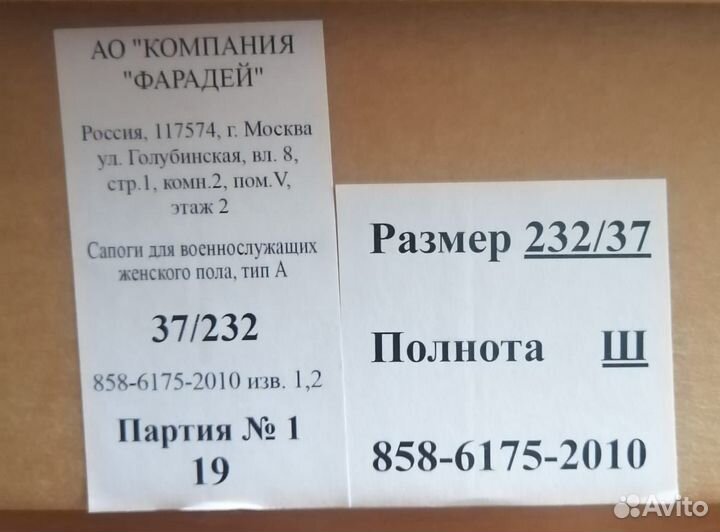 АО "КОМПАНИЯ
"ФАРАДЕЙ"
Россия, 117574, г. Москва
ул. Голубинская, вл. 8,
стр.1, комн.2, пом.V,
этаж 2
Сапоги для военнослужащих
женского пола, тип А
37/232
858-6175-2010 изв. 1,2
Партия № 1
19
Размер 232/37
Полнота Ш
858-6175-2010
Avito